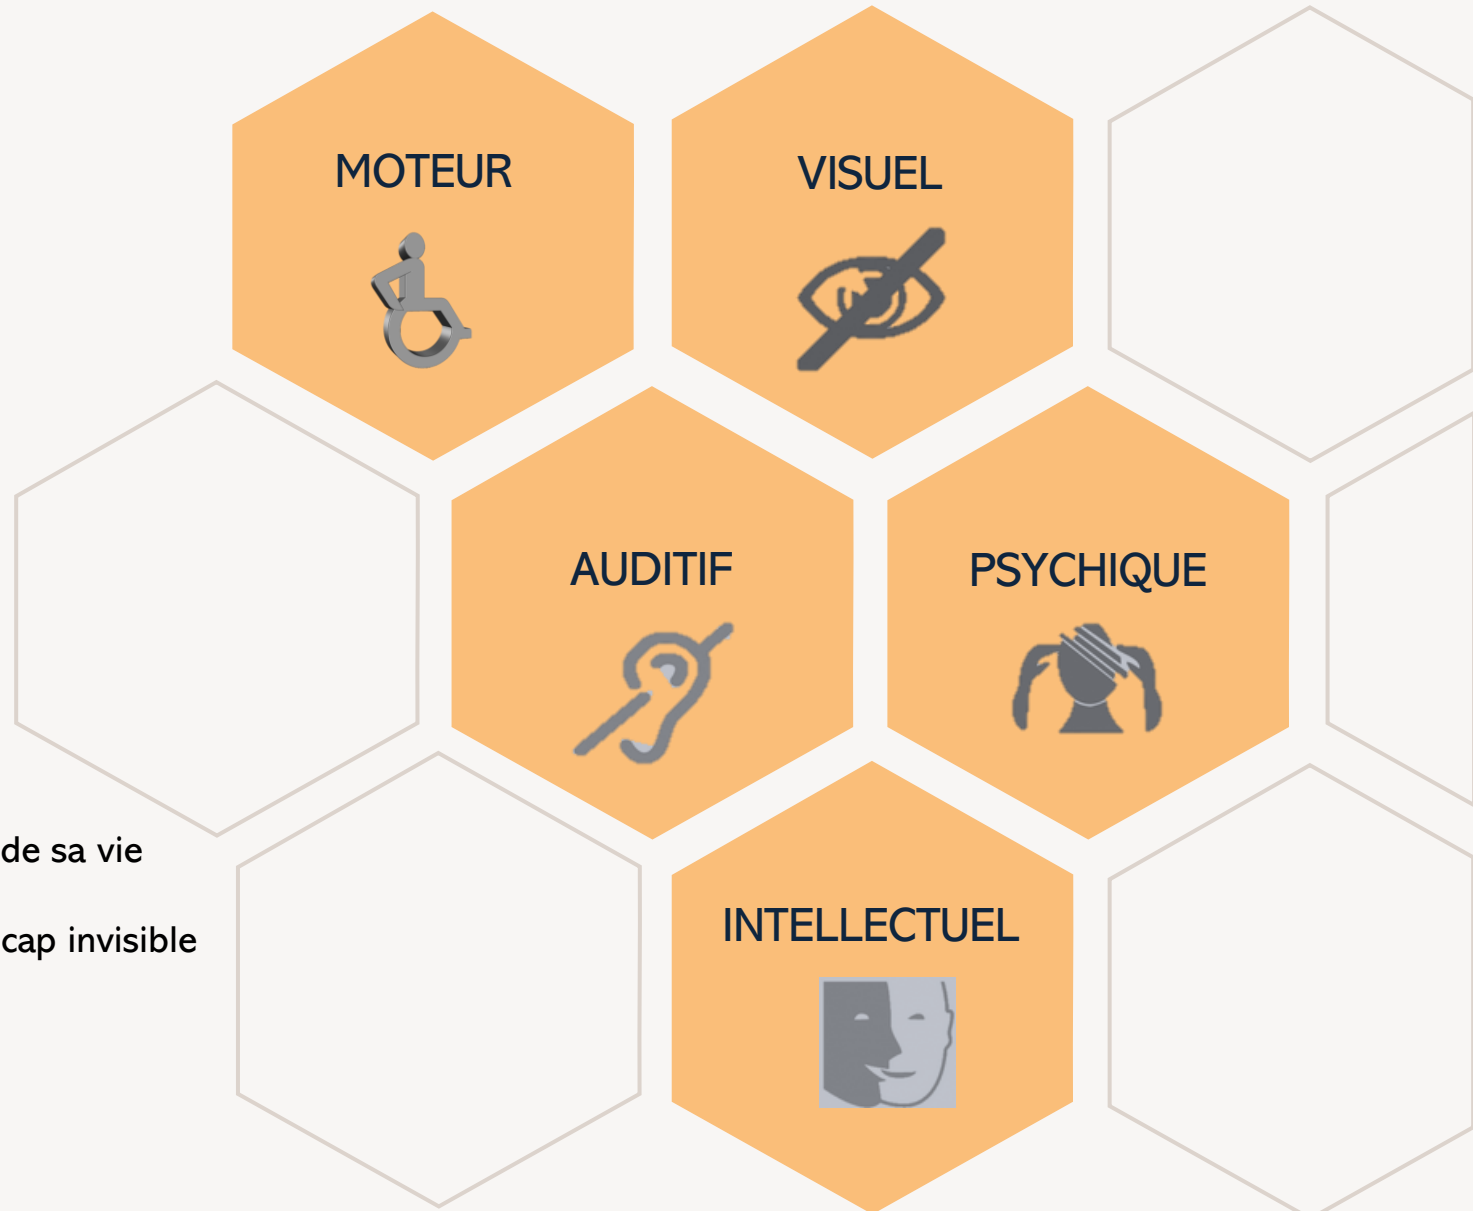 MOTEUR
VISUEL
AUDITIF
PSYCHIQUE
de sa vie
INTELLECTUEL
cap invisible